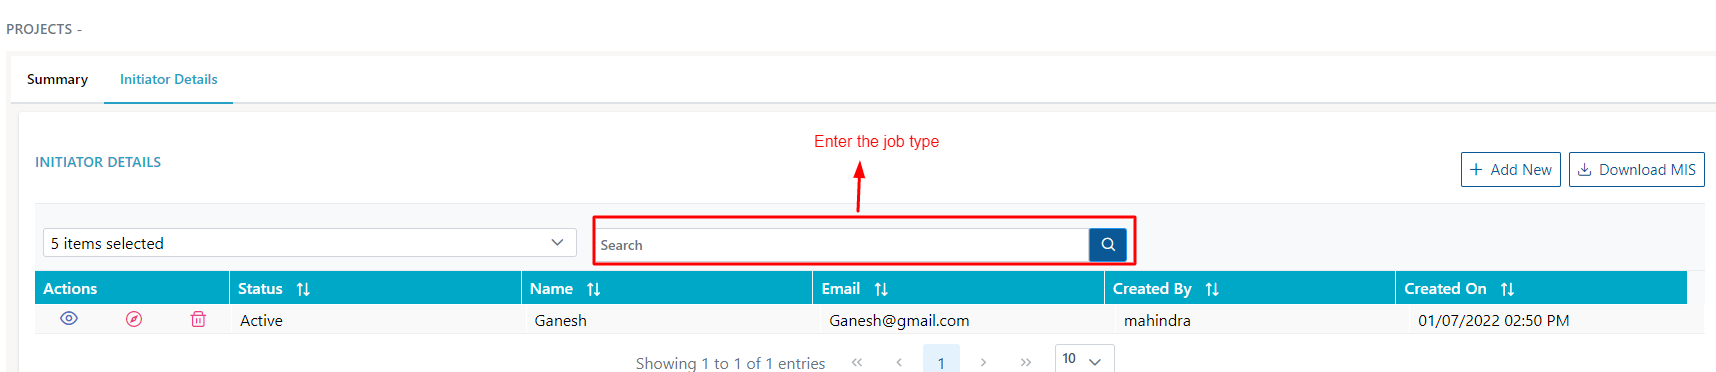 PROJECTS -
Summary Initiator Details
Enter the job type
INITIATOR DETAILS
+ Add New Download MIS
5 items selected Search
Actions Status Name Email Created By Created On
Active Ganesh Ganesh@gmail.com mahindra 01/07/2022 02:50 PM
Showing 1 to 1 of 1 entries « ‹ 1 › » 10